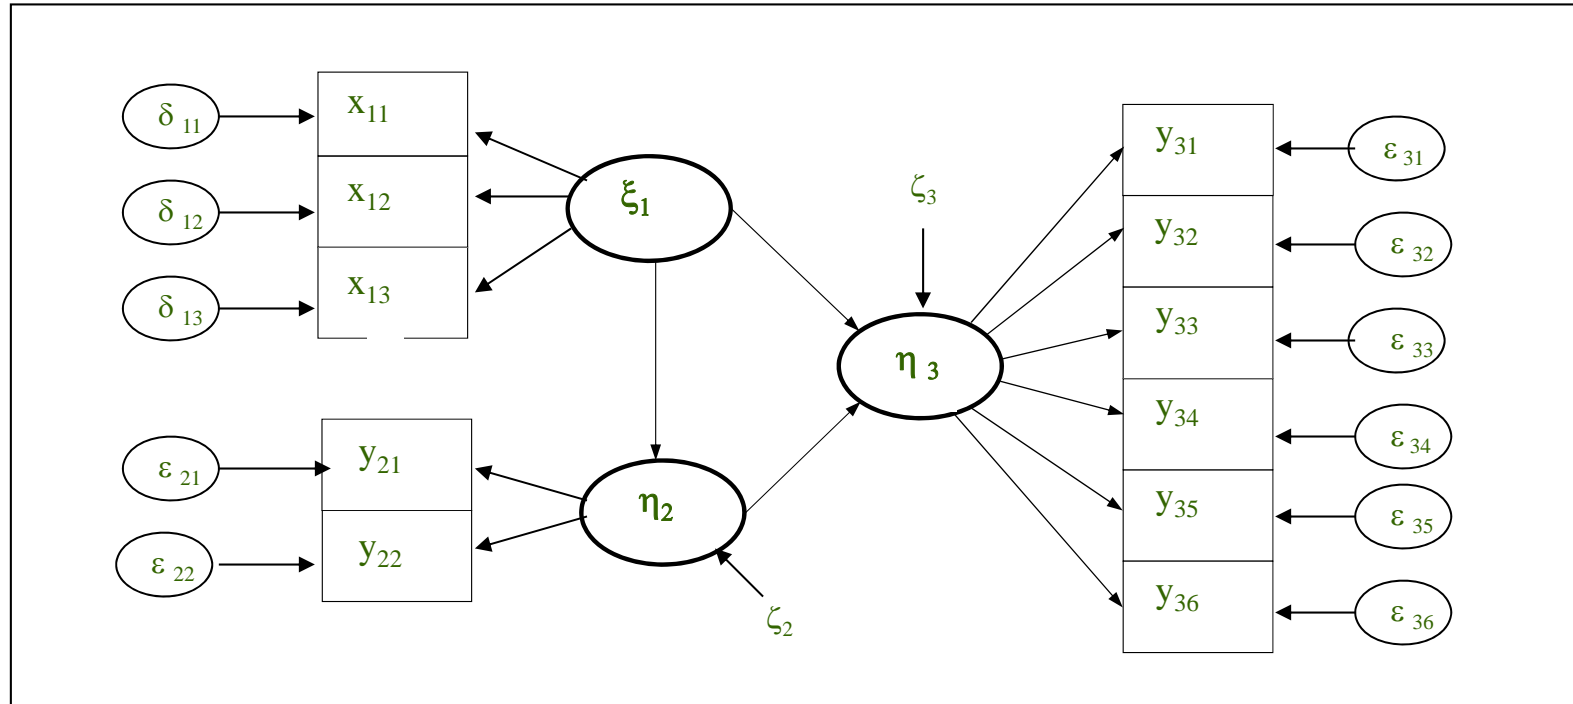 δ 11
x11
δ 12
x12
δ 13
x13
ξ1
ζ3
η 3
y31
ε 31
y32
ε 32
y33
ε 33
y34
ε 34
y35
ε 35
y36
ε 36
ε 21
y21
ε 22
y22
η2
ζ2